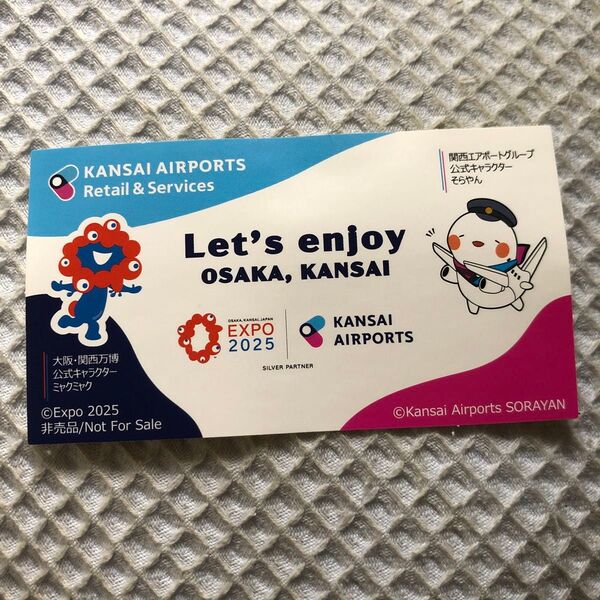 KANSAI AIRPORTS
Retail & Services
関西エアポートグループ
公式キャラクター
そらやん
Let's enjoy
OSAKA, KANSAI
OSAKA, KANSAI, JAPAN
EXPO
2025
KANSAI
AIRPORTS
SILVER PARTNER
大阪・関西万博
公式キャラクター
ミャクミャク
©Expo 2025
非売品/Not For Sale
©Kansai Airports SORAYAN